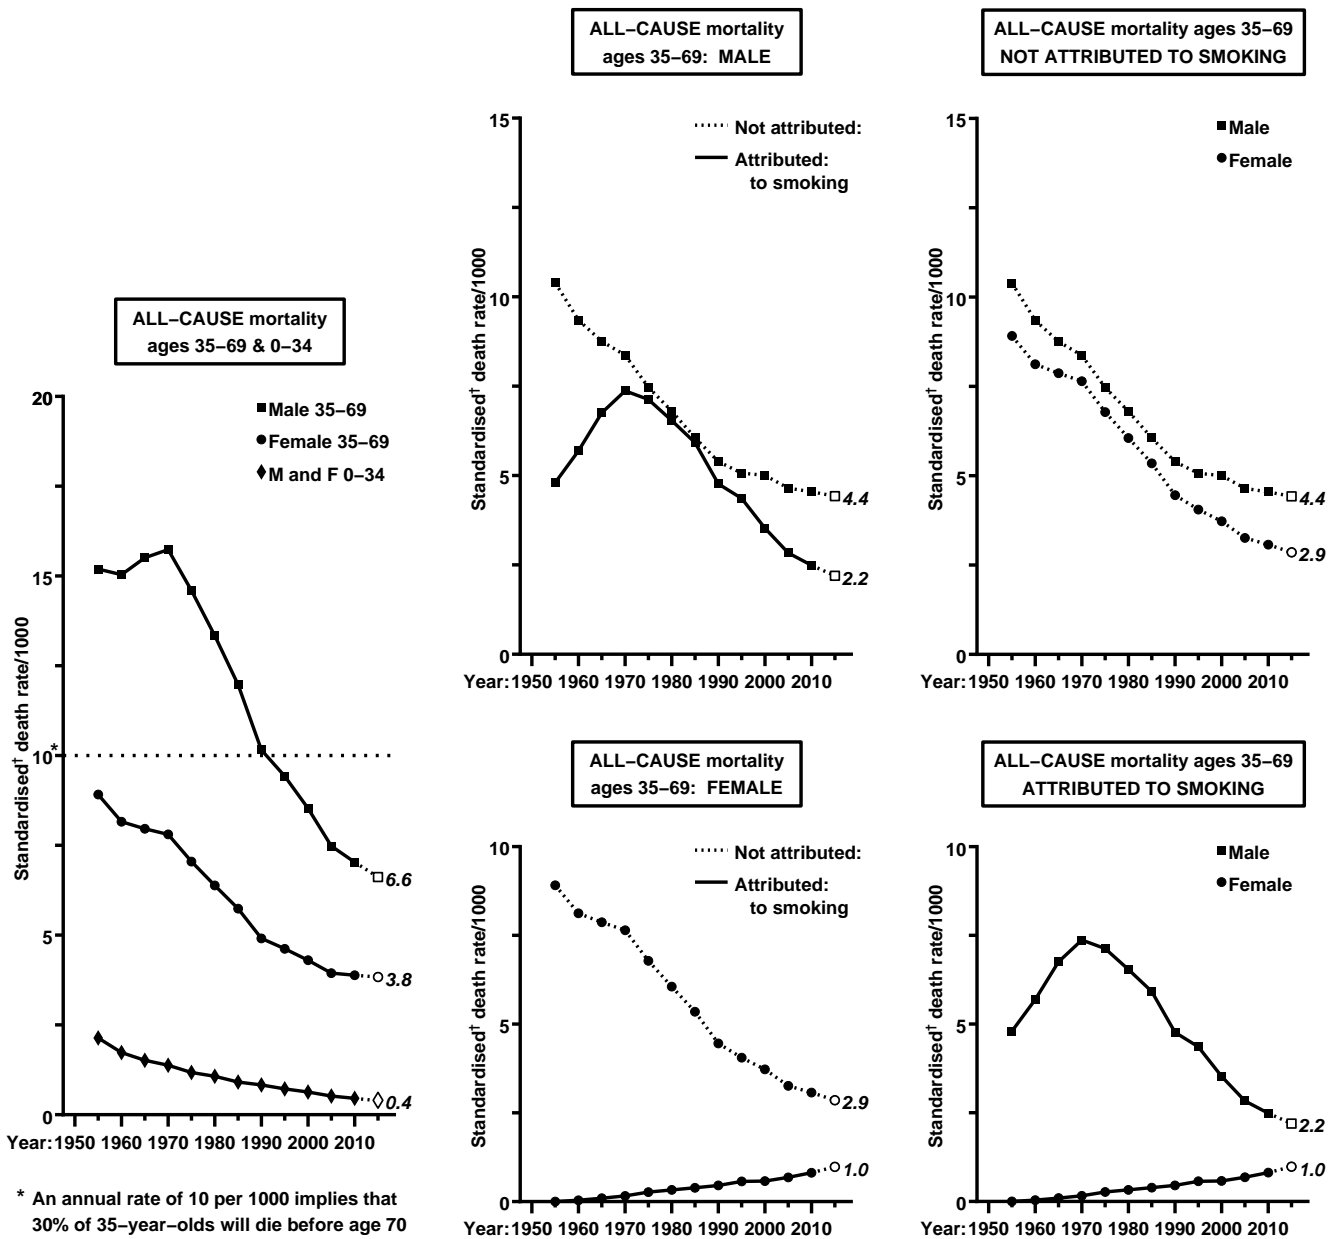 ALL−CAUSE mortality
ages 35−69 & 0−34
Male 35−69
Female 35−69
M and F 0−34
Standardised† death rate/1000
20
15
10*
5
0
6.6
3.8
0.4
Year: 1950 1960 1970 1980 1990 2000 2010
* An annual rate of 10 per 1000 implies that
30% of 35−year−olds will die before age 70
ALL−CAUSE mortality
ages 35−69: MALE
Not attributed:
Attributed:
to smoking
Standardised† death rate/1000
15
10
5
0
4.4
2.2
Year: 1950 1960 1970 1980 1990 2000 2010
ALL−CAUSE mortality ages 35−69
NOT ATTRIBUTED TO SMOKING
Male
Female
Standardised† death rate/1000
15
10
5
0
4.4
2.9
Year: 1950 1960 1970 1980 1990 2000 2010
ALL−CAUSE mortality
ages 35−69: FEMALE
Not attributed:
Attributed:
to smoking
Standardised† death rate/1000
10
5
0
2.9
1.0
Year: 1950 1960 1970 1980 1990 2000 2010
ALL−CAUSE mortality ages 35−69
ATTRIBUTED TO SMOKING
Male
Female
Standardised† death rate/1000
10
5
0
2.2
1.0
Year: 1950 1960 1970 1980 1990 2000 2010